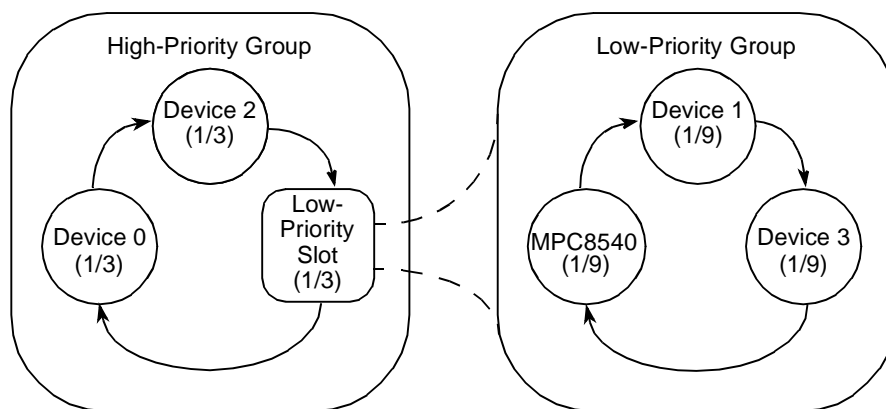 High-Priority Group
Device 2
(1/3)
Device 0
(1/3)
Low-
Priority
Slot
(1/3)
Low-Priority Group
Device 1
(1/9)
MPC8540
(1/9)
Device 3
(1/9)